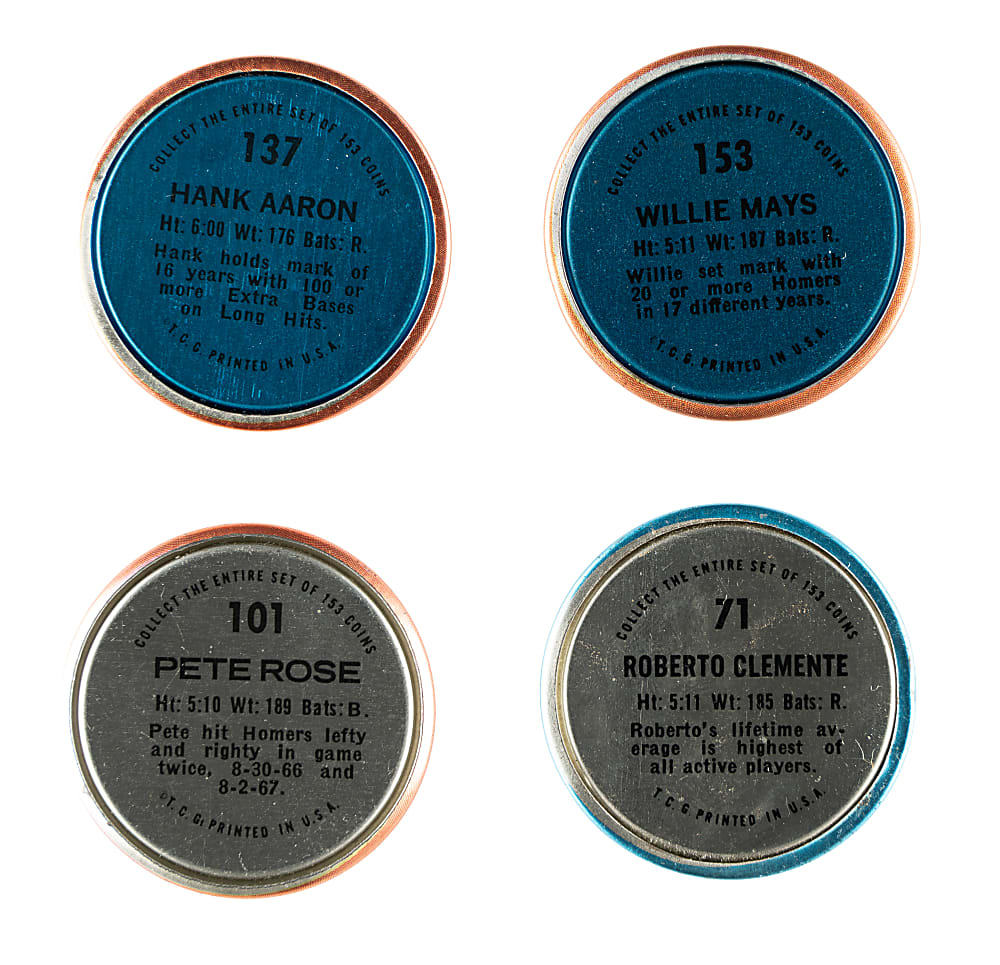 COLLECT THE ENTIRE SET OF 153 COINS
137
HANK AARON
Ht: 6:00 Wt: 176 Bats: R.
Hank holds mark of
16 years with 100 or
more Extra Bases
on Long Hits.
©T. C. G. PRINTED IN U.S.A.
COLLECT THE ENTIRE SET OF 153 COINS
153
WILLIE MAYS
Ht: 5:11 Wt: 187 Bats: R.
Willie set mark with
20 or more Homers
in 17 different years.
©T. C. G. PRINTED IN U.S.A.
COLLECT THE ENTIRE SET OF 153 COINS
101
PETE ROSE
Ht: 5:10 Wt: 189 Bats: B.
Pete hit Homers lefty
and righty in game
twice, 8-30-66 and
8-2-67.
©T. C. G. PRINTED IN U.S.A.
COLLECT THE ENTIRE SET OF 153 COINS
71
ROBERTO CLEMENTE
Ht: 5:11 Wt: 185 Bats: R.
Roberto's lifetime av-
erage is highest of
all active players.
T. C. G. PRINTED IN U.S.A.